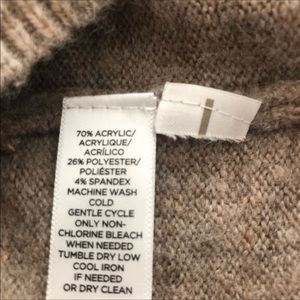 70% ACRYLIC/
ACRYLIQUE/
ACRÍLICO
26% POLYESTER/
POLIÉSTER
4% SPANDEX
MACHINE WASH
COLD
GENTLE CYCLE
ONLY NON-
CHLORINE BLEACH
WHEN NEEDED
TUMBLE DRY LOW
COOL IRON
IF NEEDED
OR DRY CLEAN